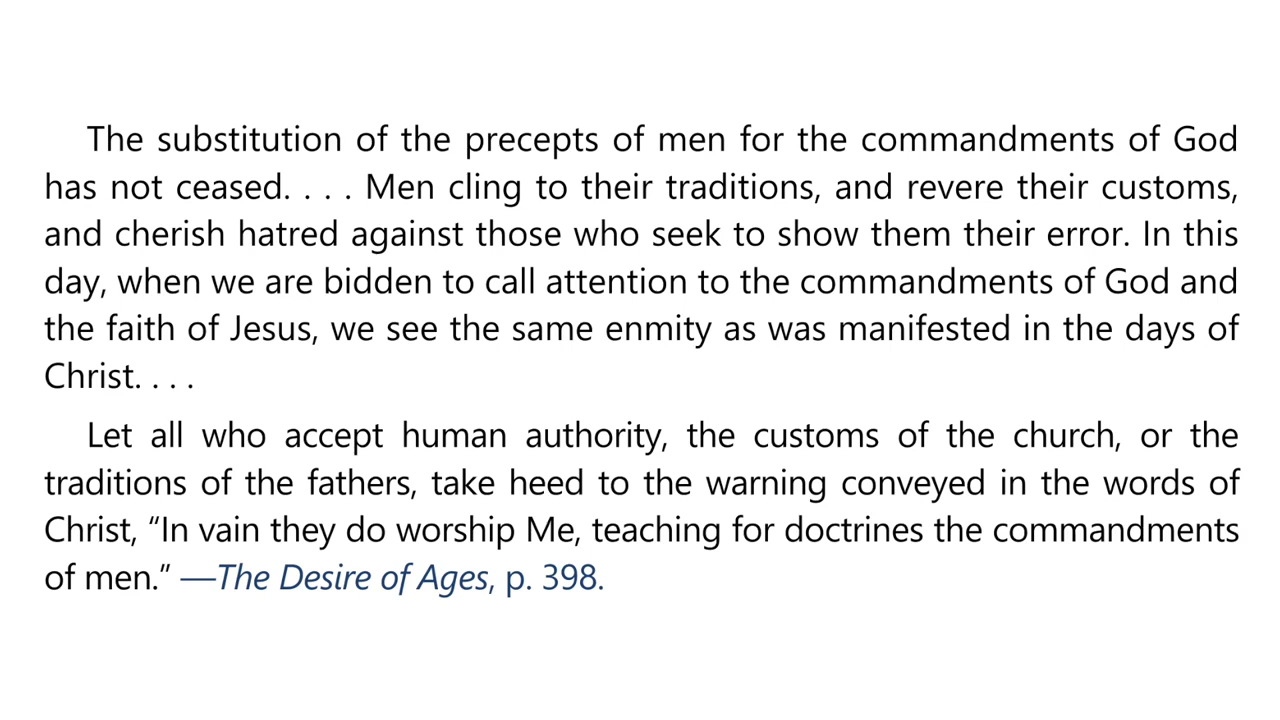 The substitution of the precepts of men for the commandments of God
has not ceased. . . . Men cling to their traditions, and revere their customs,
and cherish hatred against those who seek to show them their error. In this
day, when we are bidden to call attention to the commandments of God and
the faith of Jesus, we see the same enmity as was manifested in the days of
Christ. . . .
Let all who accept human authority, the customs of the church, or the
traditions of the fathers, take heed to the warning conveyed in the words of
Christ, “In vain they do worship Me, teaching for doctrines the commandments
of men.” —The Desire of Ages, p. 398.